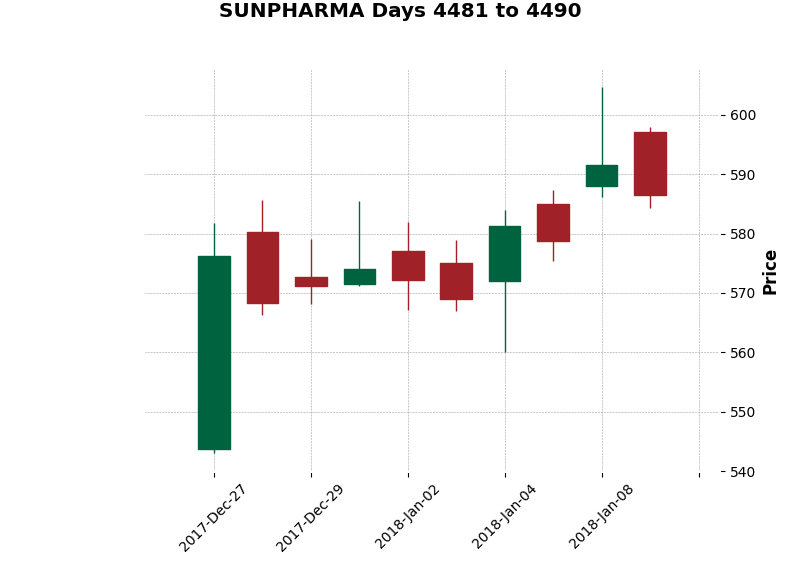 SUNPHARMA Days 4481 to 4490
600
590
580
570
560
550
540
Price
2017-Dec-27
2017-Dec-29
2018-Jan-02
2018-Jan-04
2018-Jan-08